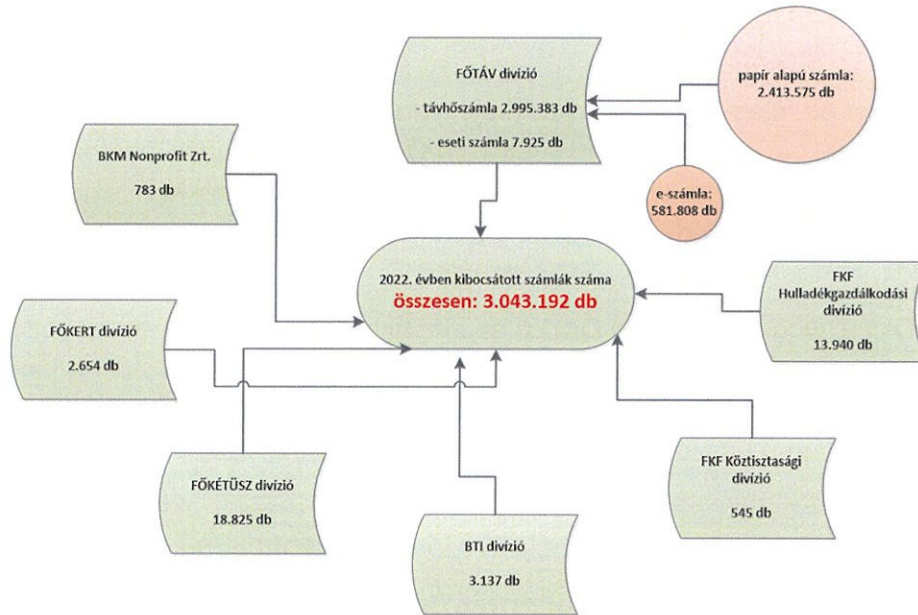 FŐTÁV divízió
- távhőszámla 2.995.383 db
- eseti számla 7.925 db
papír alapú számla:
2.413.575 db
e-számla:
581.808 db
BKM Nonprofit Zrt.
783 db
2022. évben kibocsátott számlák száma
összesen: 3.043.192 db
FKF
Hulladékgazdálkodási
divízió
13.940 db
FŐKERT divízió
2.654 db
FŐKÉTÜSZ divízió
18.825 db
BTI divízió
3.137 db
FKF Köztisztasági
divízió
545 db